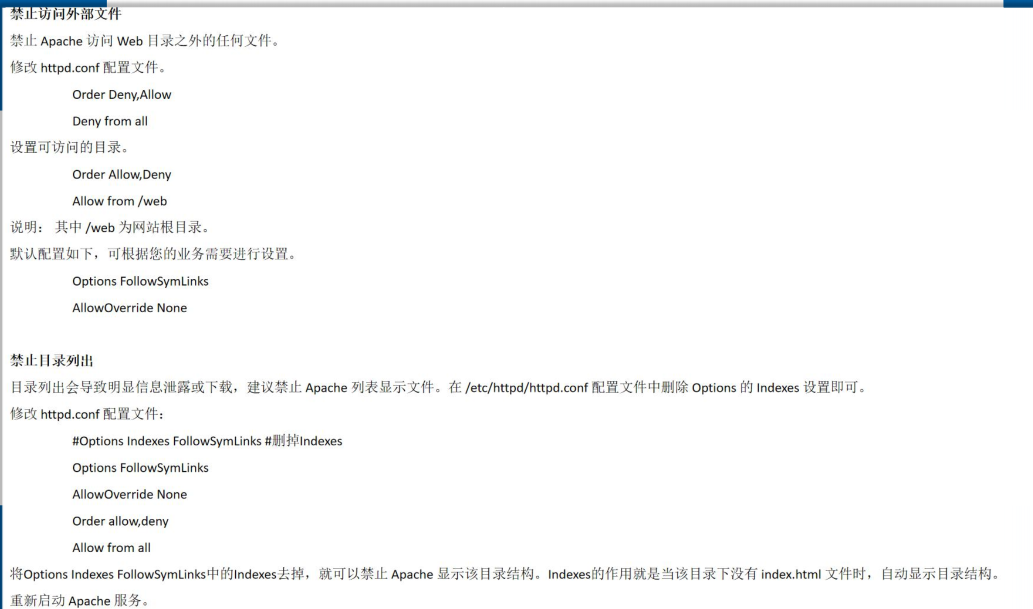 禁止访问外部文件
禁止 Apache 访问 Web 目录之外的任何文件。
修改 httpd.conf 配置文件。
Order Deny,Allow
Deny from all
设置可访问的目录。
Order Allow,Deny
Allow from /web
说明： 其中 /web 为网站根目录。
默认配置如下，可根据您的业务需要进行设置。
Options FollowSymLinks
AllowOverride None
禁止目录列出
目录列出会导致明显信息泄露或下载，建议禁止 Apache 列表显示文件。在 /etc/httpd/httpd.conf 配置文件中删除 Options 的 Indexes 设置即可。
修改 httpd.conf 配置文件：
#Options Indexes FollowSymLinks #删掉Indexes
Options FollowSymLinks
AllowOverride None
Order allow,deny
Allow from all
将Options Indexes FollowSymLinks中的Indexes去掉，就可以禁止 Apache 显示该目录结构。Indexes的作用就是当该目录下没有 index.html 文件时，自动显示目录结构。
重新启动 Apache 服务。